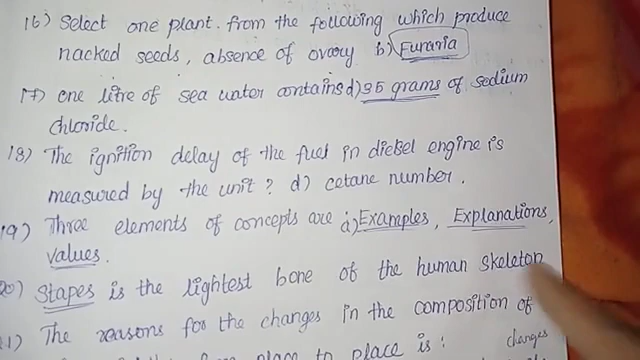 16) Select one plant from the following which produce
nacked seeds, absence of ovary b) Funaria
17) one litre of sea water contains d) 35 grams of sodium
chloride.
18) The ignition delay of the fuel in diesel engine is
measured by the unit? d) cetane number.
19) Three elements of concepts are a) Examples, Explanations,
values.
20) Stapes is the lightest bone of the human skeleton
21) The reasons for the changes in the composition of
place to place is : changes